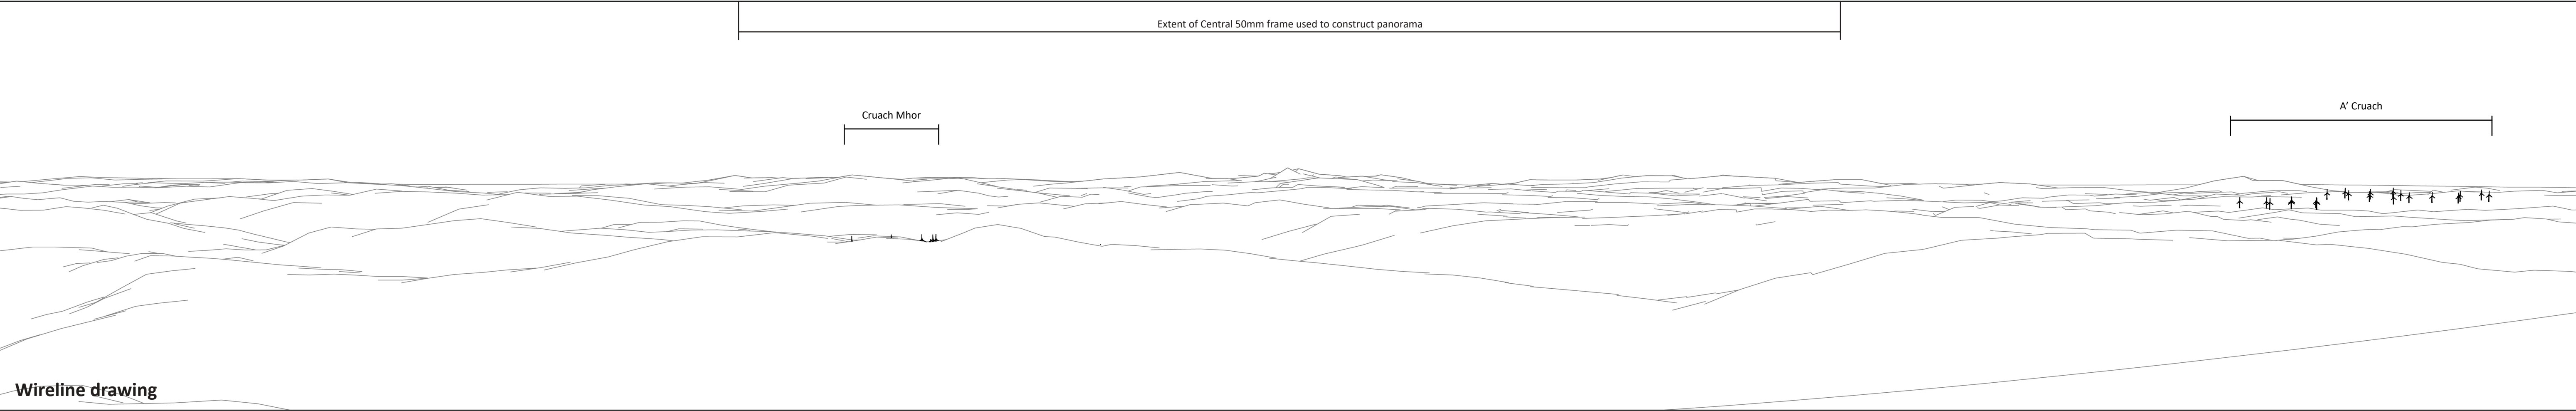 Extent of Central 50mm frame used to construct panorama
Cruach Mhor
A’ Cruach
Wireline drawing